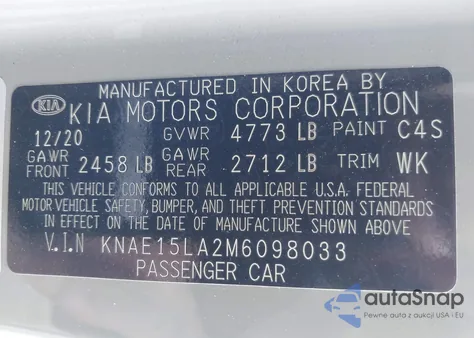 MANUFACTURED IN KOREA BY
KIA KIA MOTORS CORPORATION
12/20 GVWR 4773 LB PAINT C4S
GAWR FRONT 2458 LB GAWR REAR 2712 LB TRIM WK
THIS VEHICLE CONFORMS TO ALL APPLICABLE U.S.A. FEDERAL
MOTOR VEHICLE SAFETY, BUMPER, AND THEFT PREVENTION STANDARDS
IN EFFECT ON THE DATE OF MANUFACTURE SHOWN ABOVE
V.I.N KNAE15LA2M6098033
PASSENGER CAR
autoSnap
Pewne auta z aukcji USA i EU